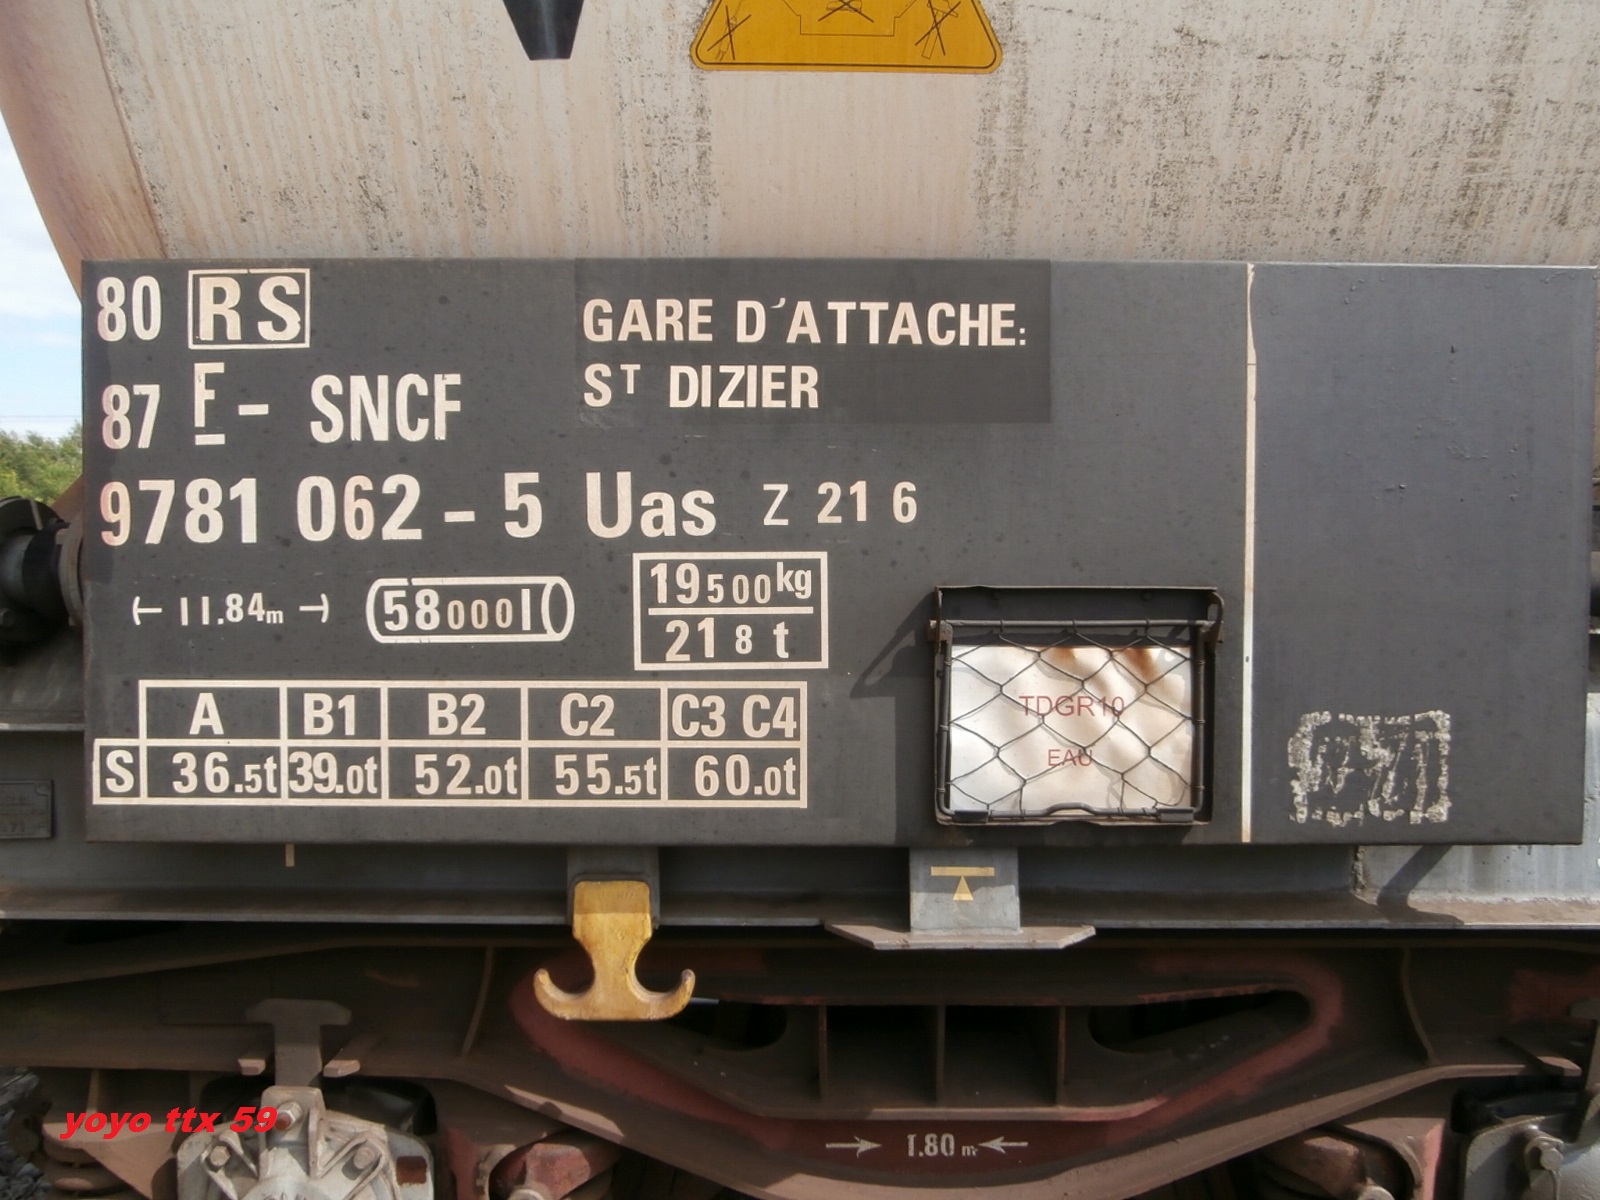 80 RS
87 F - SNCF
9781 062 - 5 Uas Z 21 6
GARE D'ATTACHE:
ST DIZIER
11.84m
58000 l
19500kg
21 8 t
A B1 B2 C2 C3 C4
S 36.5t 39.0t 52.0t 55.5t 60.0t
TDGR10
EAU
1.80 m
yoyo ttx 59